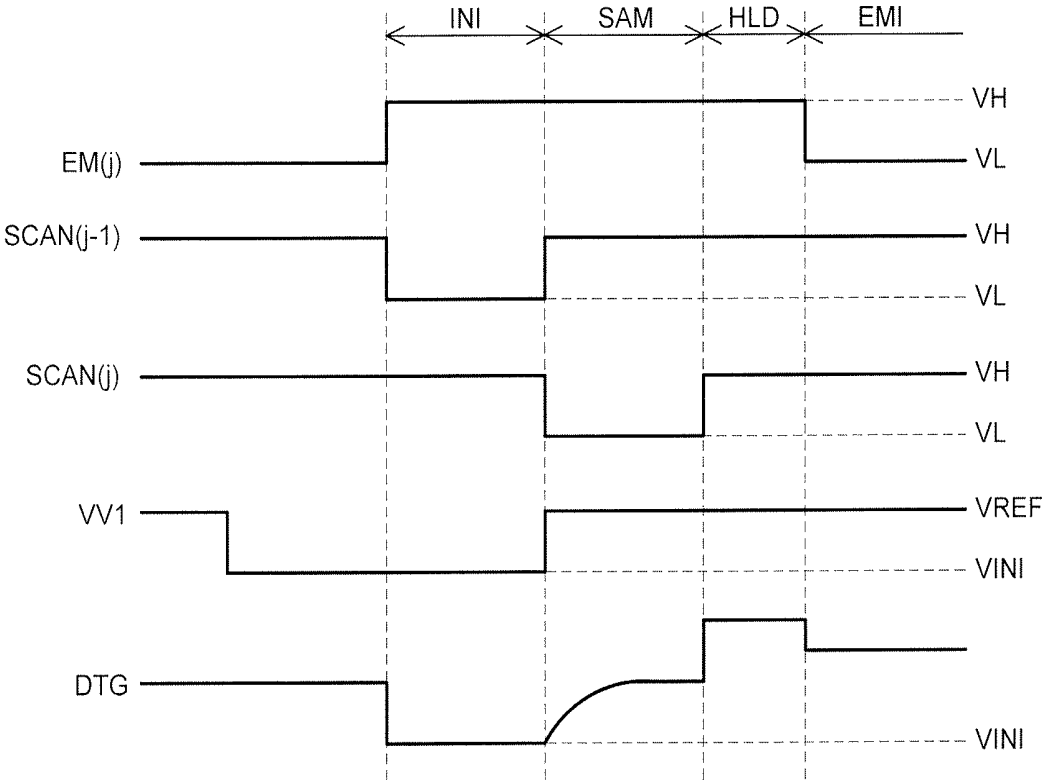 INI SAM HLD EMI
VH
EM(j) VL
SCAN(j-1) VH
VL
SCAN(j) VH
VL
VV1 VREF
VINI
DTG
VINI